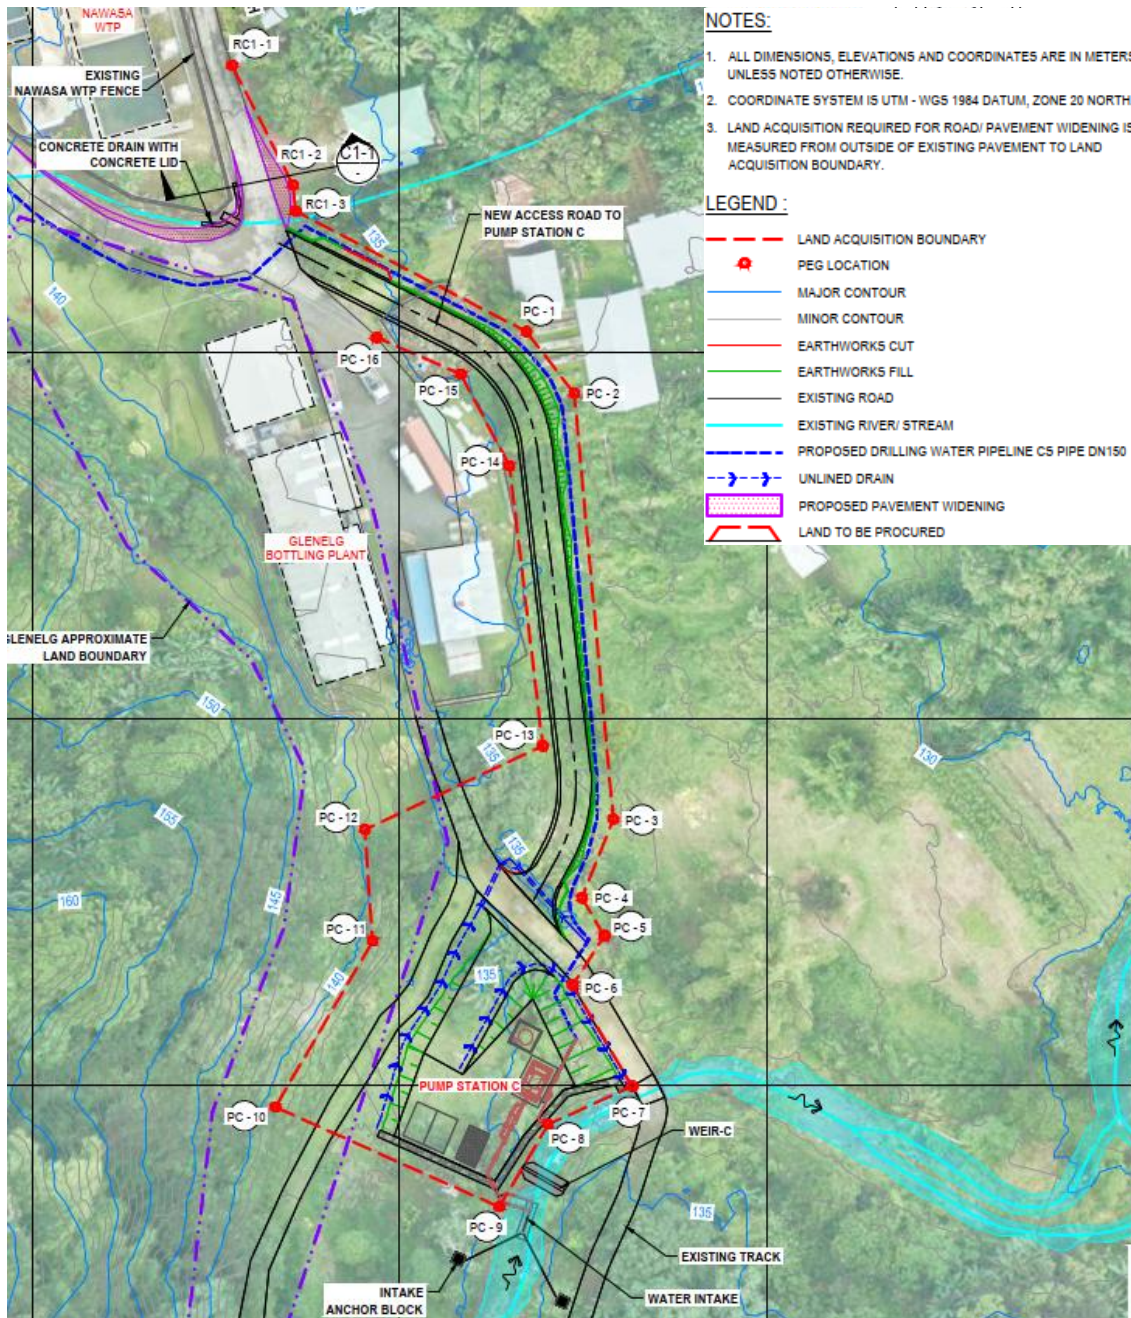 NOTES:
1. ALL DIMENSIONS, ELEVATIONS AND COORDINATES ARE IN METERS
UNLESS NOTED OTHERWISE.
2. COORDINATE SYSTEM IS UTM - WGS 1984 DATUM, ZONE 20 NORTH
3. LAND ACQUISITION REQUIRED FOR ROAD/ PAVEMENT WIDENING IS
MEASURED FROM OUTSIDE OF EXISTING PAVEMENT TO LAND
ACQUISITION BOUNDARY.
LEGEND :
LAND ACQUISITION BOUNDARY
PEG LOCATION
MAJOR CONTOUR
MINOR CONTOUR
EARTHWORKS CUT
EARTHWORKS FILL
EXISTING ROAD
EXISTING RIVER/ STREAM
PROPOSED DRILLING WATER PIPELINE CS PIPE DN150
UNLINED DRAIN
PROPOSED PAVEMENT WIDENING
LAND TO BE PROCURED
NAWASA
WTP
RC1 - 1
EXISTING
NAWASA WTP FENCE
CONCRETE DRAIN WITH
CONCRETE LID
C1-1
-
RC1 - 2
RC1 - 3
NEW ACCESS ROAD TO
PUMP STATION C
135
140
PC - 1
PC - 16
PC - 15
PC - 2
PC - 14
GLENELG
BOTTLING PLANT
GLENELG APPROXIMATE
LAND BOUNDARY
150
PC - 13
135
130
155
PC - 12
PC - 3
135
160
145
PC - 4
PC - 11
PC - 5
140
135
PC - 6
PUMP STATION C
PC - 10
PC - 7
PC - 8
WEIR-C
PC - 9
135
EXISTING TRACK
INTAKE
ANCHOR BLOCK
WATER INTAKE